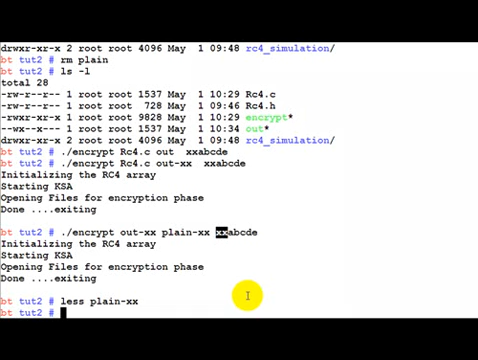 drwxr-xr-x 2 root root 4096 May  1 09:48 rc4_simulation/
bt tut2 # rm plain
bt tut2 # ls -l
total 28
-rw-r--r-- 1 root root 1537 May  1 10:29 Rc4.c
-rw-r--r-- 1 root root  728 May  1 09:46 Rc4.h
-rwxr-xr-x 1 root root 9828 May  1 10:29 encrypt*
--wx--x--- 1 root root 1537 May  1 10:34 out*
drwxr-xr-x 2 root root 4096 May  1 09:48 rc4_simulation/
bt tut2 # ./encrypt Rc4.c out  xxabcde
bt tut2 # ./encrypt Rc4.c out-xx  xxabcde
Initializing the RC4 array
Starting KSA
Opening Files for encryption phase
Done ....exiting
bt tut2 # ./encrypt out-xx plain-xx xxabcde
Initializing the RC4 array
Starting KSA
Opening Files for encryption phase
Done ....exiting
bt tut2 # less plain-xx
bt tut2 #